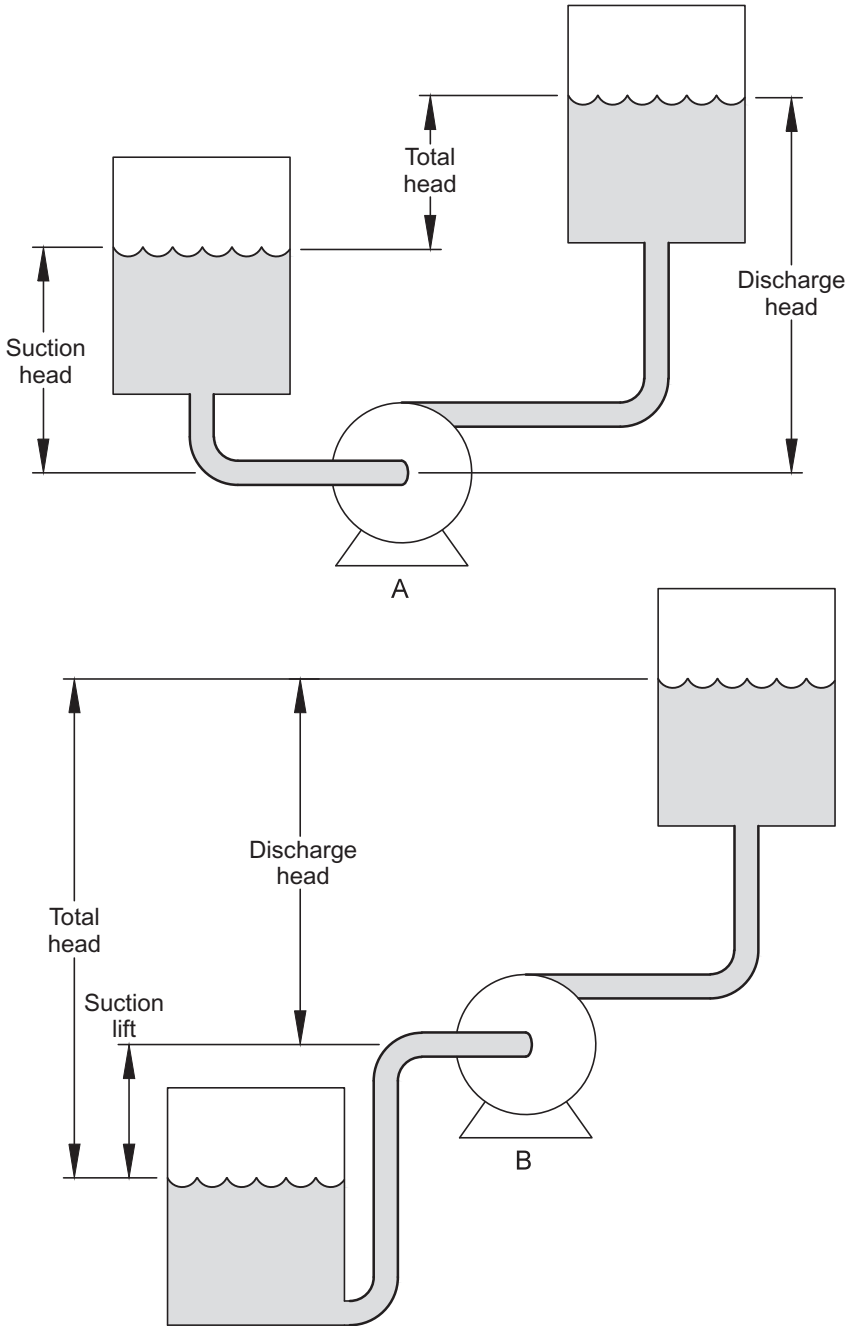 Total
head
Suction
head
Discharge
head
A
Discharge
head
Total
head
Suction
lift
B